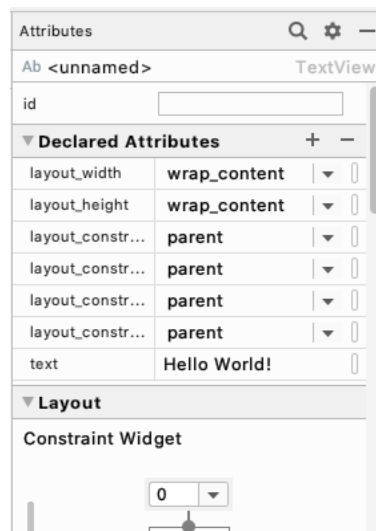 Attributes
Ab <unnamed> TextView
id
Declared Attributes + −
layout_width wrap_content
layout_height wrap_content
layout_constr... parent
layout_constr... parent
layout_constr... parent
layout_constr... parent
text Hello World!
Layout
Constraint Widget
0